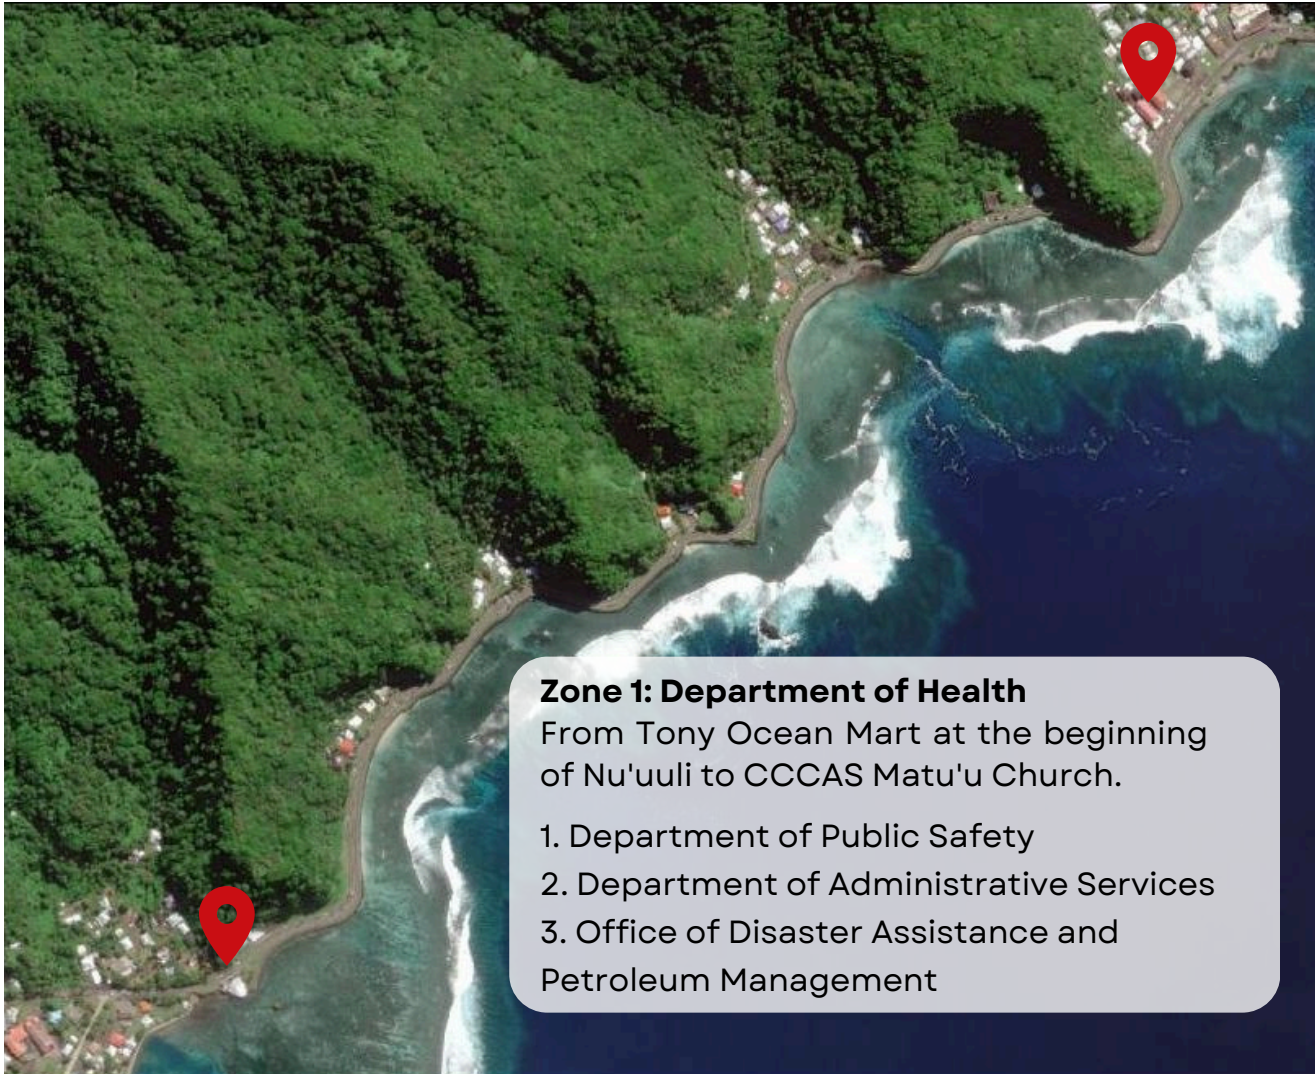 Zone 1: Department of Health
From Tony Ocean Mart at the beginning
of Nu'uuli to CCCAS Matu'u Church.
1. Department of Public Safety
2. Department of Administrative Services
3. Office of Disaster Assistance and
Petroleum Management